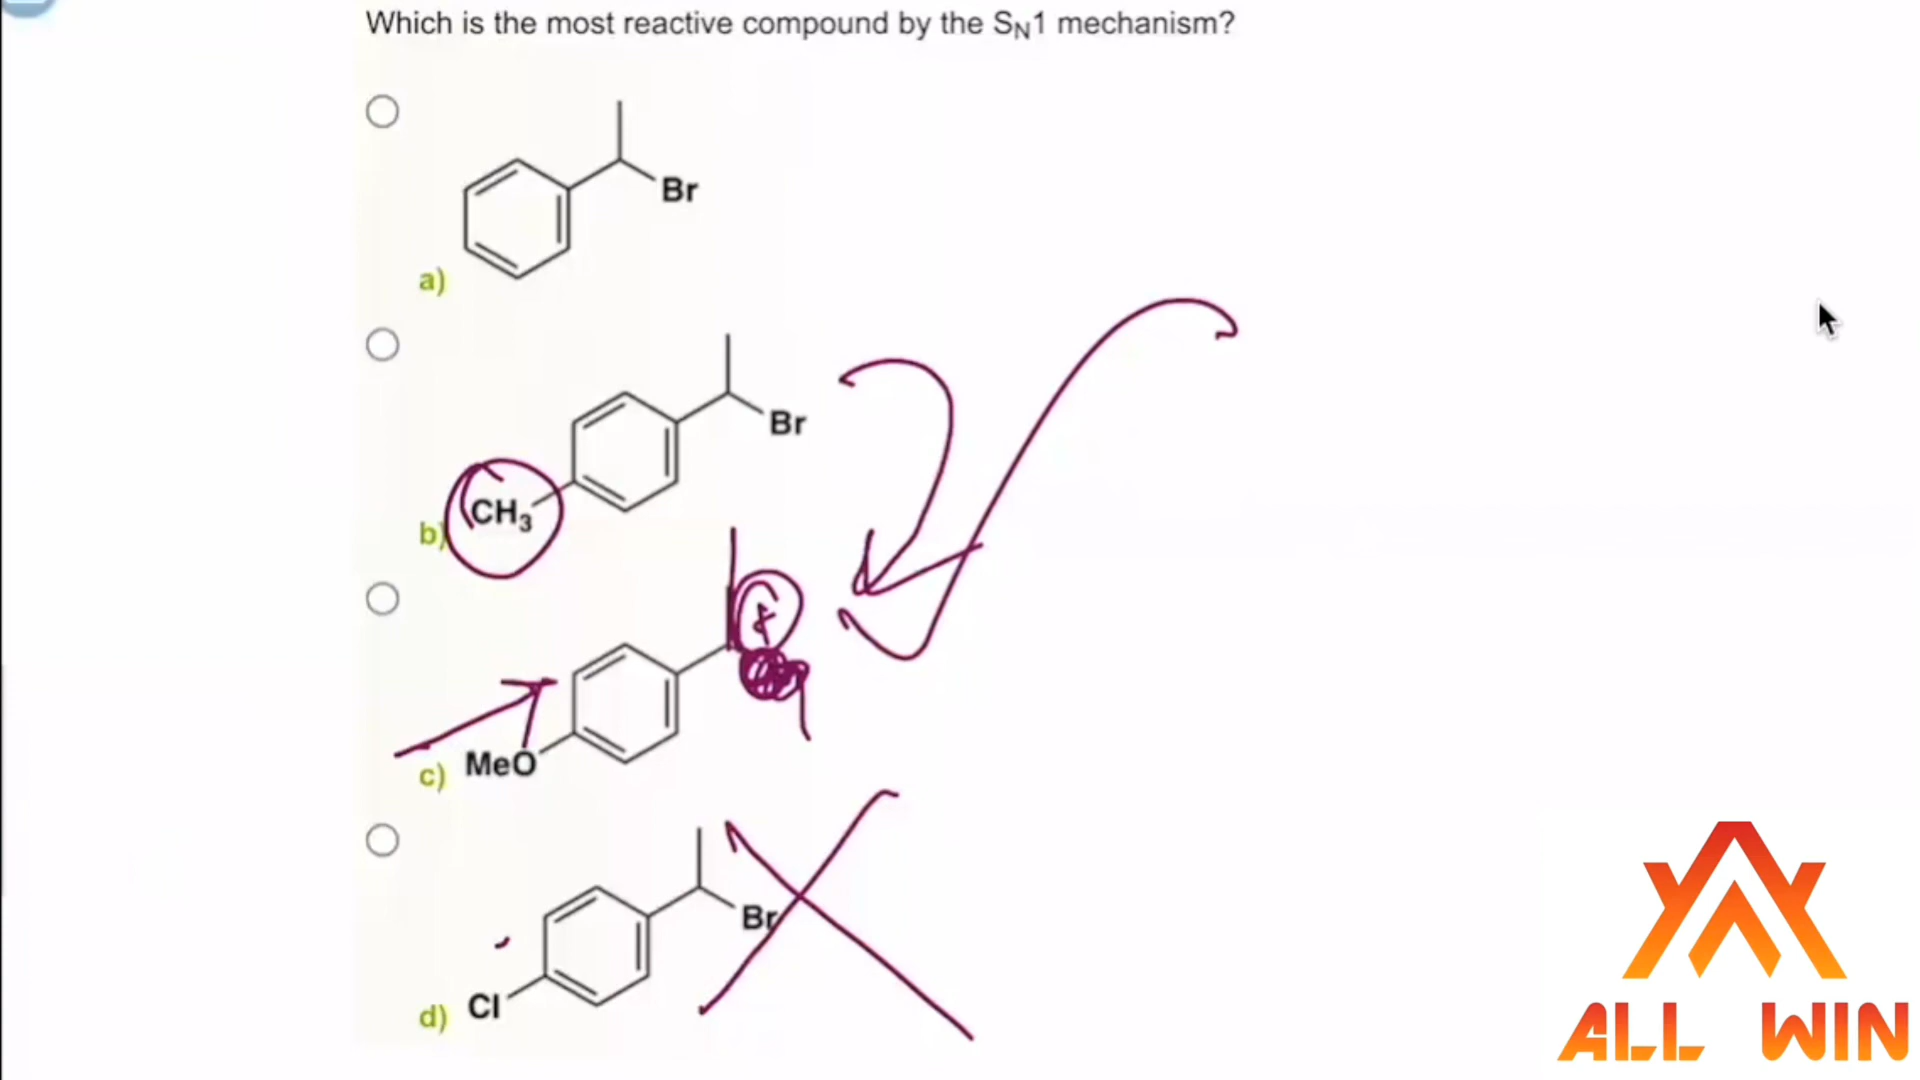 Which is the most reactive compound by the SN1 mechanism?
Br
a)
Br
CH3
b)
+
MeO
c)
Br
Cl
d)
ALL WIN